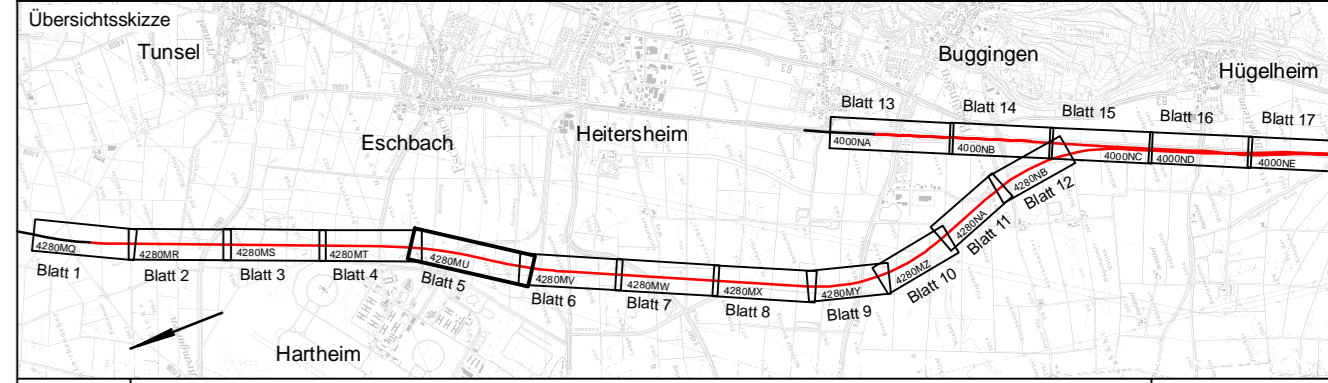 Übersichtsskizze
Tunsel
Buggingen
Hügelheim
Eschbach
Heitersheim
HEITERSHEIM
Blatt 13
Blatt 14
Blatt 15
Blatt 16
Blatt 17
4000NA
4000NB
4000NC
4000ND
4000NE
4280MQ
4280MR
4280MS
4280MT
4280MU
4280MV
4280MW
4280MX
4280MY
4280MZ
4280NA
4280NB
Blatt 1
Blatt 2
Blatt 3
Blatt 4
Blatt 5
Blatt 6
Blatt 7
Blatt 8
Blatt 9
Blatt 10
Blatt 11
Blatt 12
Hartheim